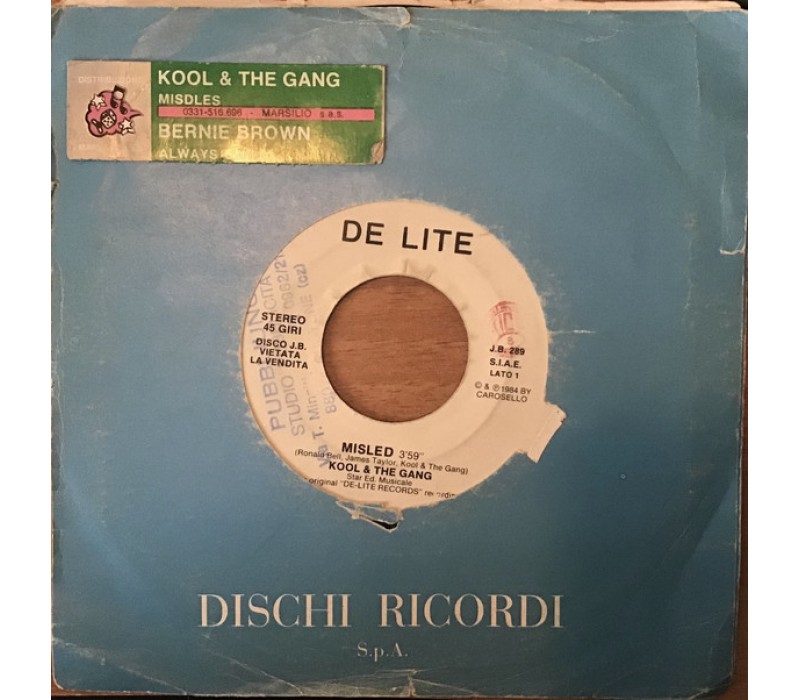 KOOL & THE GANG
MISDLES
0331-516.696 - MARSILIO s a s.
BERNIE BROWN
ALWAYS
DE LITE
STEREO
45 GIRI
DISCO J.B.
VIETATA
LA VENDITA
J.B. 289
S.I.A.E.
LATO 1
© & ℗ 1984 BY
CAROSELLO
STUDIO
Via T.
MISLED 3'59"
(Ronald Bell, James Taylor, Kool & The Gang)
KOOL & THE GANG
Star Ed. Musicale
original "DE-LITE RECORDS"
DISCHI RICORDI
S.p.A.